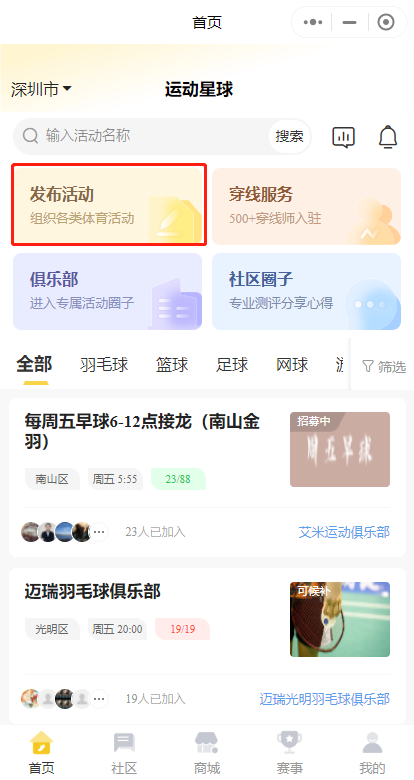 首页
深圳市
运动星球
输入活动名称
搜索
发布活动
组织各类体育活动
穿线服务
500+穿线师入驻
俱乐部
进入专属活动圈子
社区圈子
专业测评分享心得
全部 羽毛球 篮球 足球 网球
筛选
每周五早球6-12点接龙（南山金
羽）
南山区 周五 5:55 23/88
招募中
周五早球
23人已加入
艾米运动俱乐部
迈瑞羽毛球俱乐部
光明区 周五 20:00 19/19
可候补
19人已加入
迈瑞光明羽毛球俱乐部
首页 社区 商城 赛事 我的